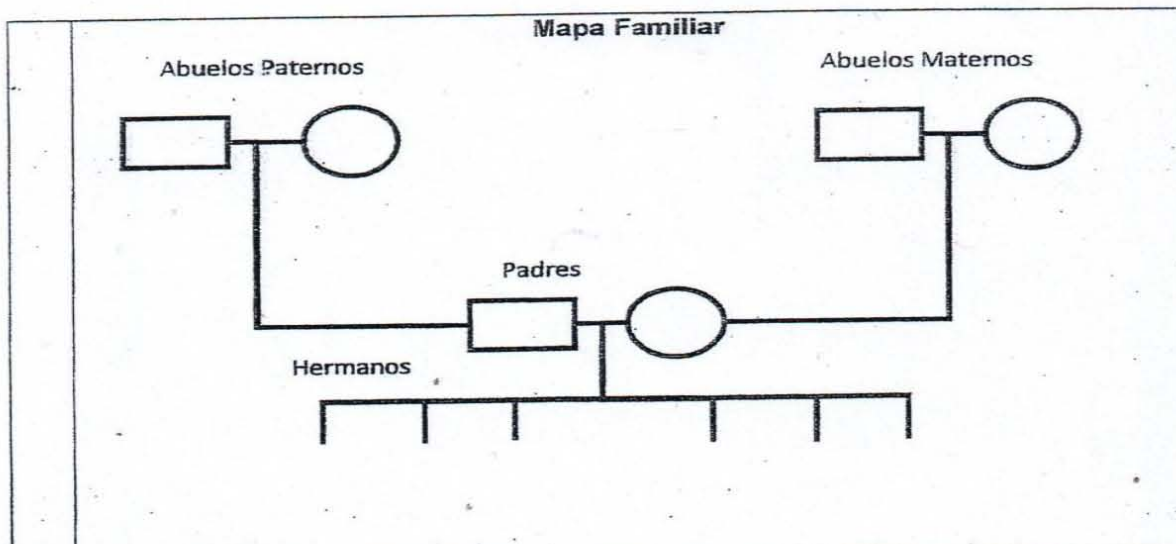 Mapa Familiar
Abuelos Paternos
Abuelos Maternos
Padres
Hermanos